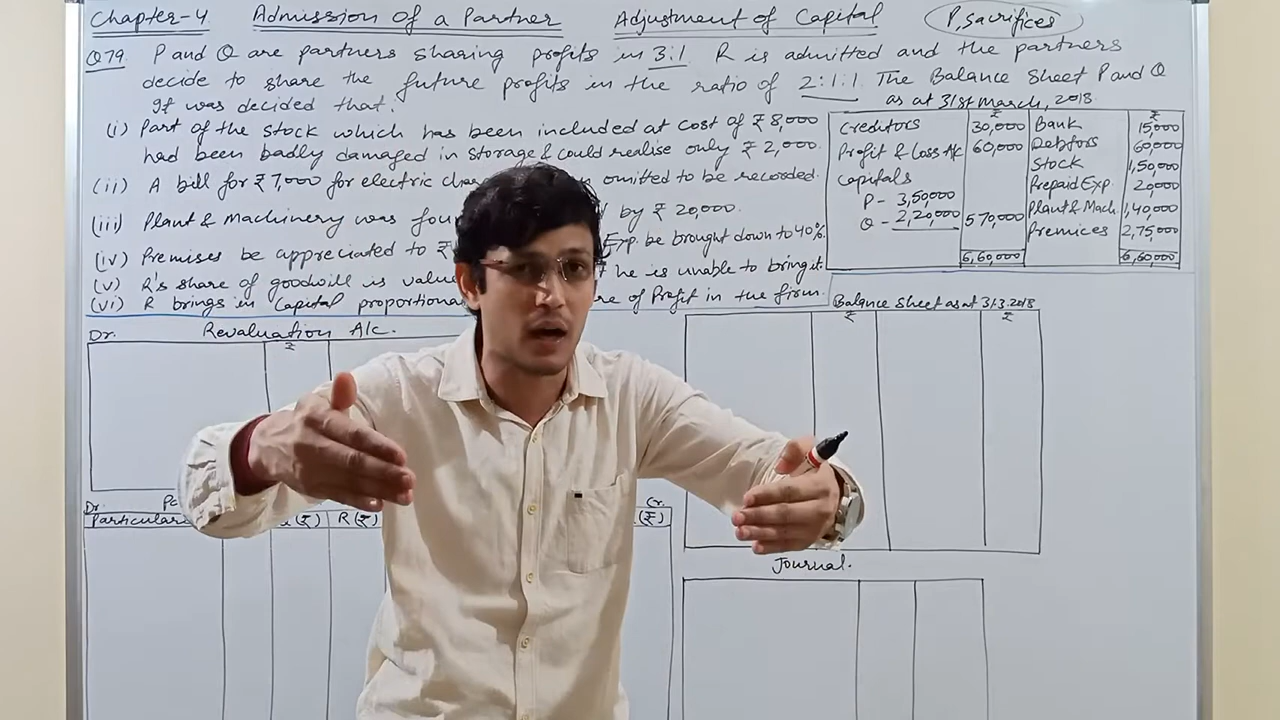 Chapter-4 Admission of a Partner Adjustment of Capital P, sacrifices
Q79. P and Q are partners sharing profits in 3:1. R is admitted and the partners
decide to share the future profits in the ratio of 2:1:1. The Balance Sheet P and Q
It was decided that: as at 31st March, 2018.
(i) Part of the stock which has been included at cost of ₹ 8,000
had been badly damaged in storage & could realise only ₹ 2,000.
(ii) A bill for ₹ 7,000 for electric omitted to be recorded.
(iii) Plant & Machinery was by ₹ 20,000.
(iv) Premises be appreciated to Exp. be brought down to 40%.
(v) R's share of goodwill is he is unable to bring it.
(vi) R brings in Capital of Profit in the firm.
₹ ₹
Creditors 30,000 Bank 15,000
Profit & Loss A/c 60,000 Debtors 60,000
Capitals Stock 1,50,000
P - 3,50,000 Prepaid Exp. 20,000
Q - 2,20,000 5,70,000 Plant & Mach. 1,40,000
Premices 2,75,000
6,60,000 6,60,000
Dr. Revaluation A/c.
₹
Balance Sheet as at 31.3.2018
₹ ₹
Dr. Cr.
Particulars (₹) R (₹) (₹)
Journal.